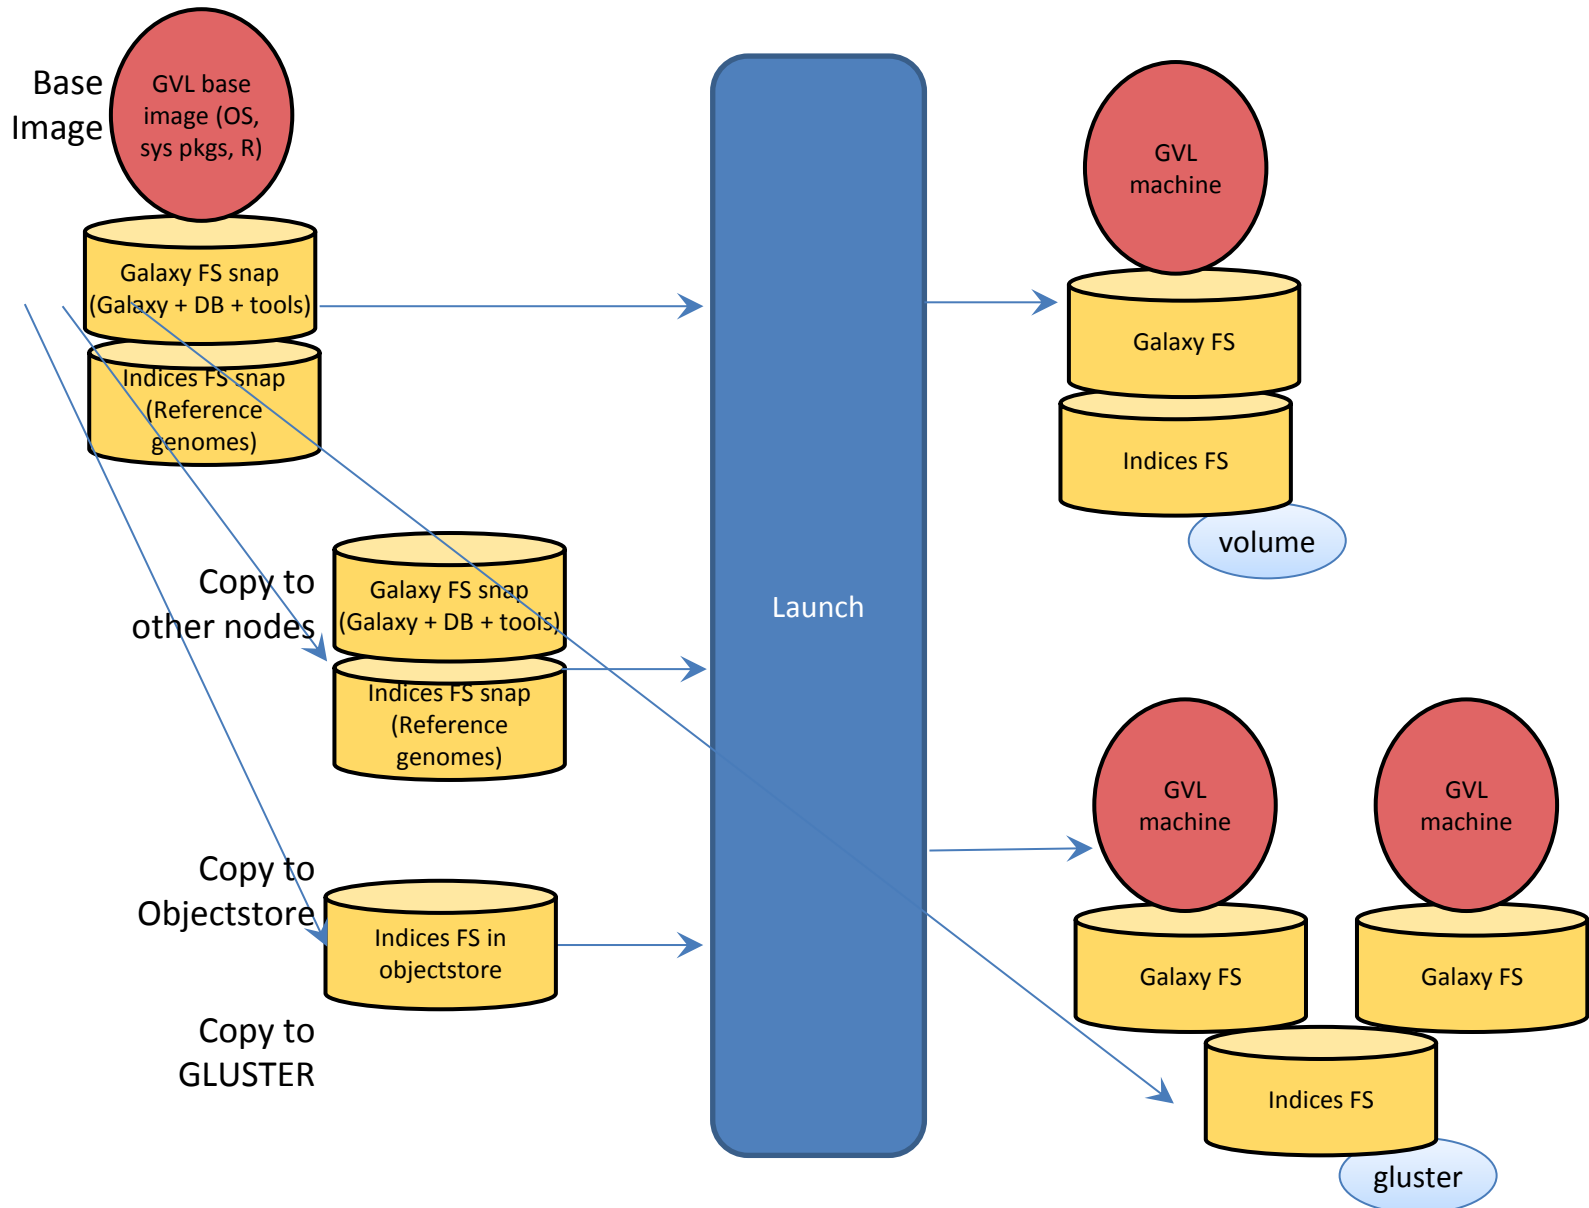 Base
Image
GVL base
image (OS,
sys pkgs, R)
Galaxy FS snap
(Galaxy + DB + tools)
Indices FS snap
(Reference
genomes)
Copy to
other nodes
Galaxy FS snap
(Galaxy + DB + tools)
Indices FS snap
(Reference
genomes)
Copy to
Objectstore
Indices FS in
objectstore
Copy to
GLUSTER
Launch
GVL
machine
Galaxy FS
Indices FS
volume
GVL
machine
Galaxy FS
GVL
machine
Galaxy FS
Indices FS
gluster